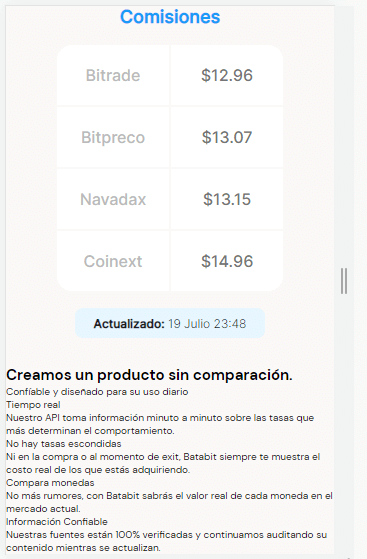 Comisiones
Bitrade $12.96
Bitpreco $13.07
Navadax $13.15
Coinext $14.96
Actualizado: 19 Julio 23:48
Creamos un producto sin comparación.
Confíable y diseñado para su uso diario
Tiempo real
Nuestro API toma información minuto a minuto sobre las tasas que
más determinan el comportamiento.
No hay tasas escondidas
Ni en la compra o al momento de exit, Batabit siempre te muestra el
costo real de los que estás adquiriendo.
Compara monedas
No más rumores, con Batabit sabrás el valor real de cada moneda en el
mercado actual.
Información Confiable
Nuestras fuentes están 100% verificadas y continuamos auditando su
contenido mientras se actualizan.